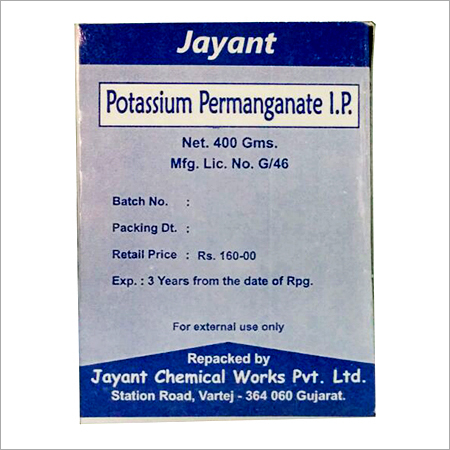 Jayant
Potassium Permanganate I.P.
Net. 400 Gms.
Mfg. Lic. No. G/46
Batch No. :
Packing Dt. :
Retail Price : Rs. 160-00
Exp. : 3 Years from the date of Rpg.
For external use only
Repacked by
Jayant Chemical Works Pvt. Ltd.
Station Road, Vartej - 364 060 Gujarat.